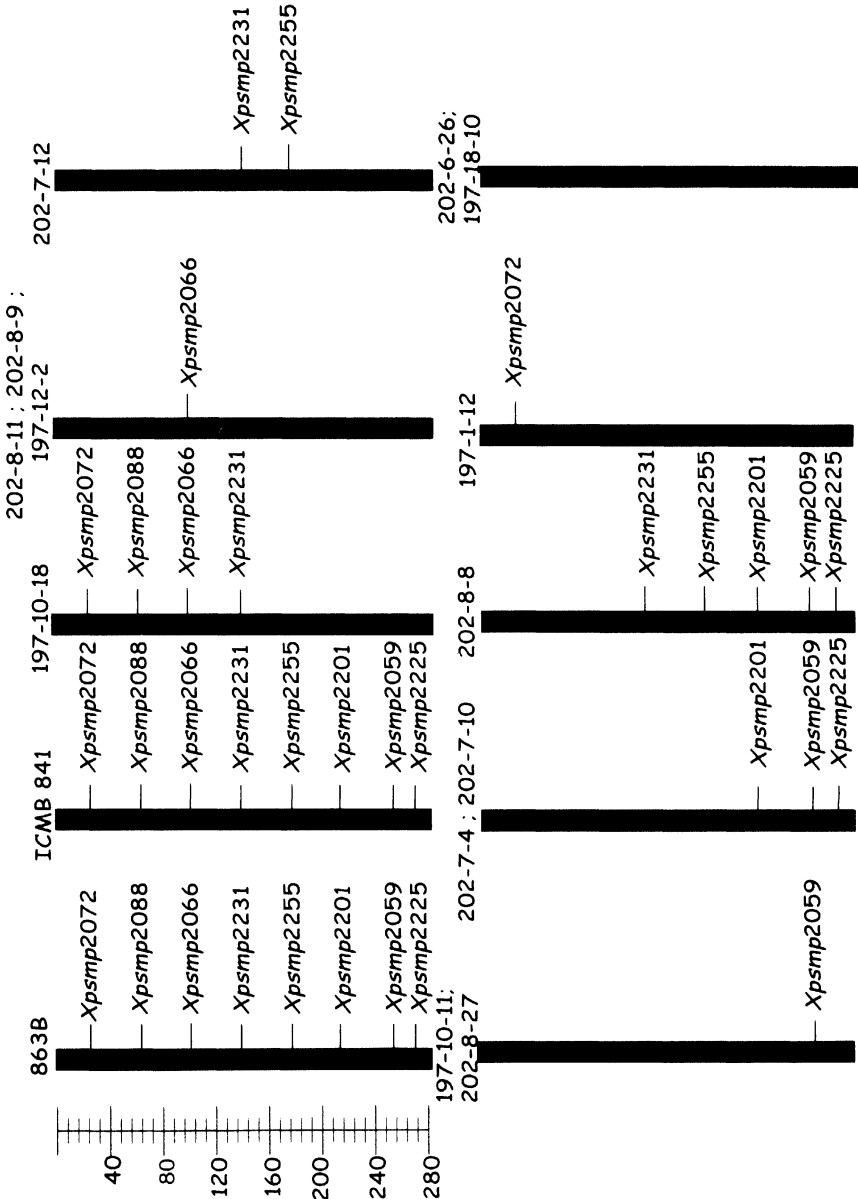 863B
Xpsmp2072
Xpsmp2088
Xpsmp2066
Xpsmp2231
Xpsmp2255
Xpsmp2201
Xpsmp2059
Xpsmp2225
ICMB 841
Xpsmp2072
Xpsmp2088
Xpsmp2066
Xpsmp2231
Xpsmp2255
Xpsmp2201
Xpsmp2059
Xpsmp2225
197-10-18
Xpsmp2072
Xpsmp2088
Xpsmp2066
Xpsmp2231
202-8-11 ; 202-8-9 ;
197-12-2
Xpsmp2066
202-7-12
Xpsmp2231
Xpsmp2255
40
80
120
160
200
240
280
197-10-11;
202-8-27
Xpsmp2059
202-7-4 ; 202-7-10
Xpsmp2201
Xpsmp2059
Xpsmp2225
202-8-8
Xpsmp2231
Xpsmp2255
Xpsmp2201
Xpsmp2059
Xpsmp2225
197-1-12
Xpsmp2072
202-6-26;
197-18-10